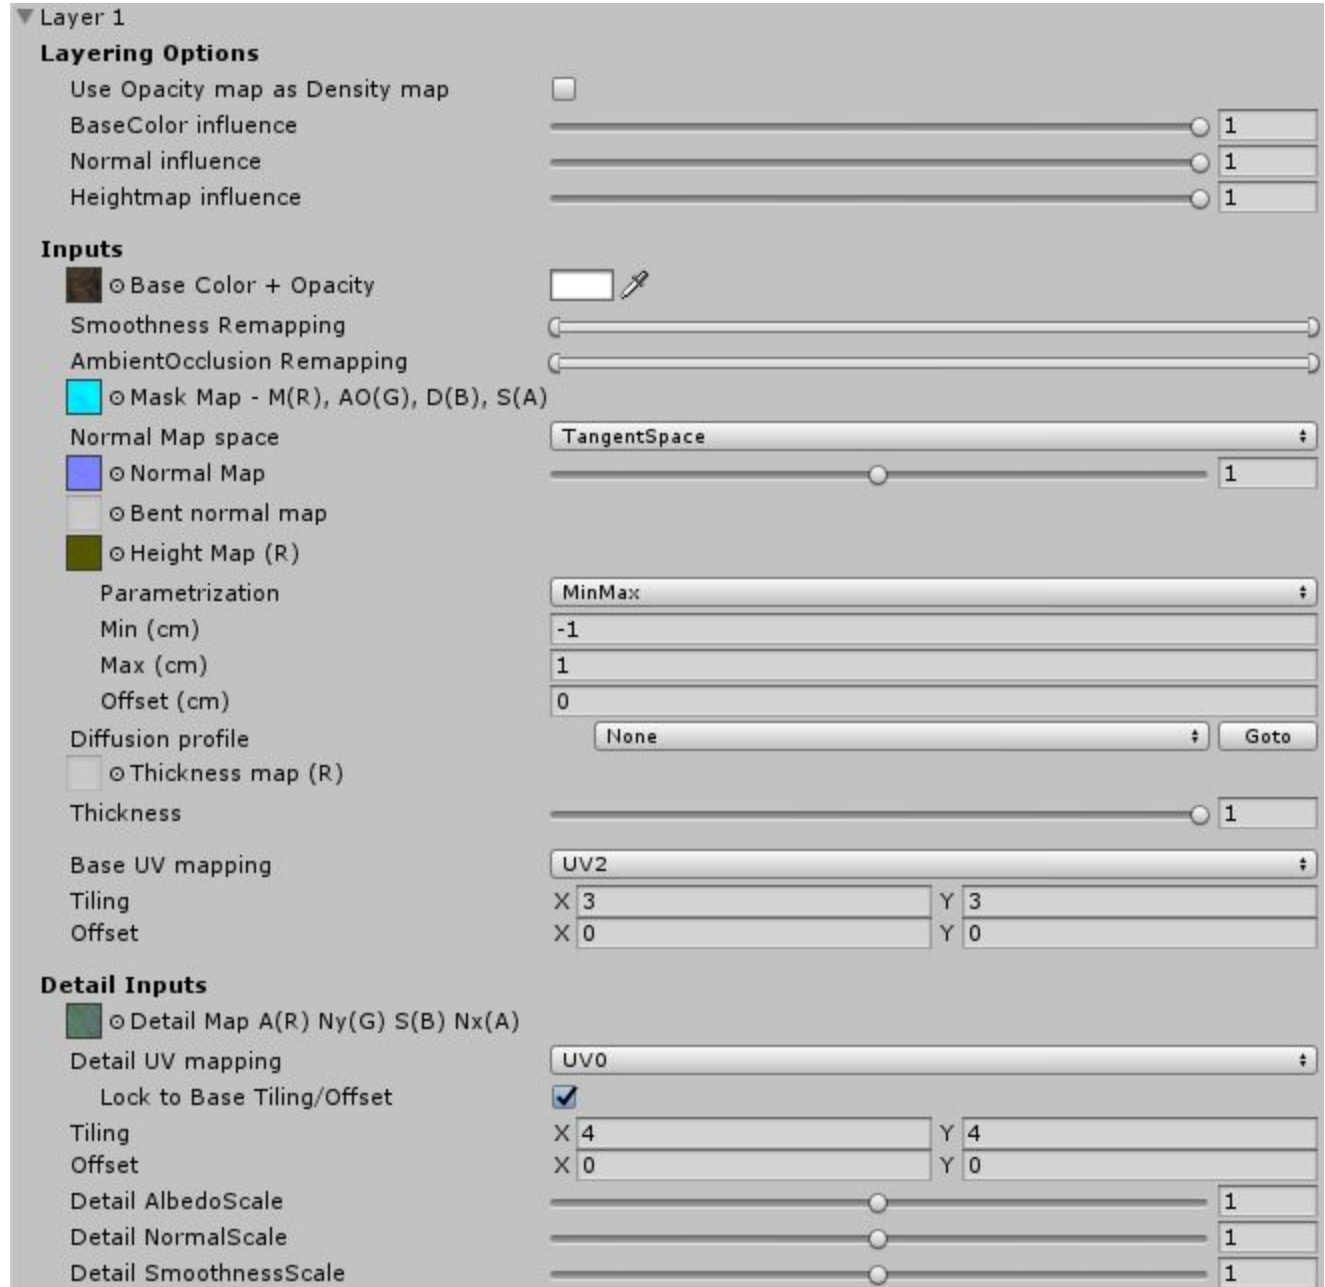 Layer 1
Layering Options
Use Opacity map as Density map
BaseColor influence 1
Normal influence 1
Heightmap influence 1
Inputs
Base Color + Opacity
Smoothness Remapping
AmbientOcclusion Remapping
Mask Map - M(R), AO(G), D(B), S(A)
Normal Map space TangentSpace
Normal Map 1
Bent normal map
Height Map (R)
Parametrization MinMax
Min (cm) -1
Max (cm) 1
Offset (cm) 0
Diffusion profile None Goto
Thickness map (R)
Thickness 1
Base UV mapping UV2
Tiling X 3 Y 3
Offset X 0 Y 0
Detail Inputs
Detail Map A(R) Ny(G) S(B) Nx(A)
Detail UV mapping UV0
Lock to Base Tiling/Offset
Tiling X 4 Y 4
Offset X 0 Y 0
Detail AlbedoScale 1
Detail NormalScale 1
Detail SmoothnessScale 1